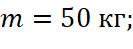 𝑚 = 50 кг;